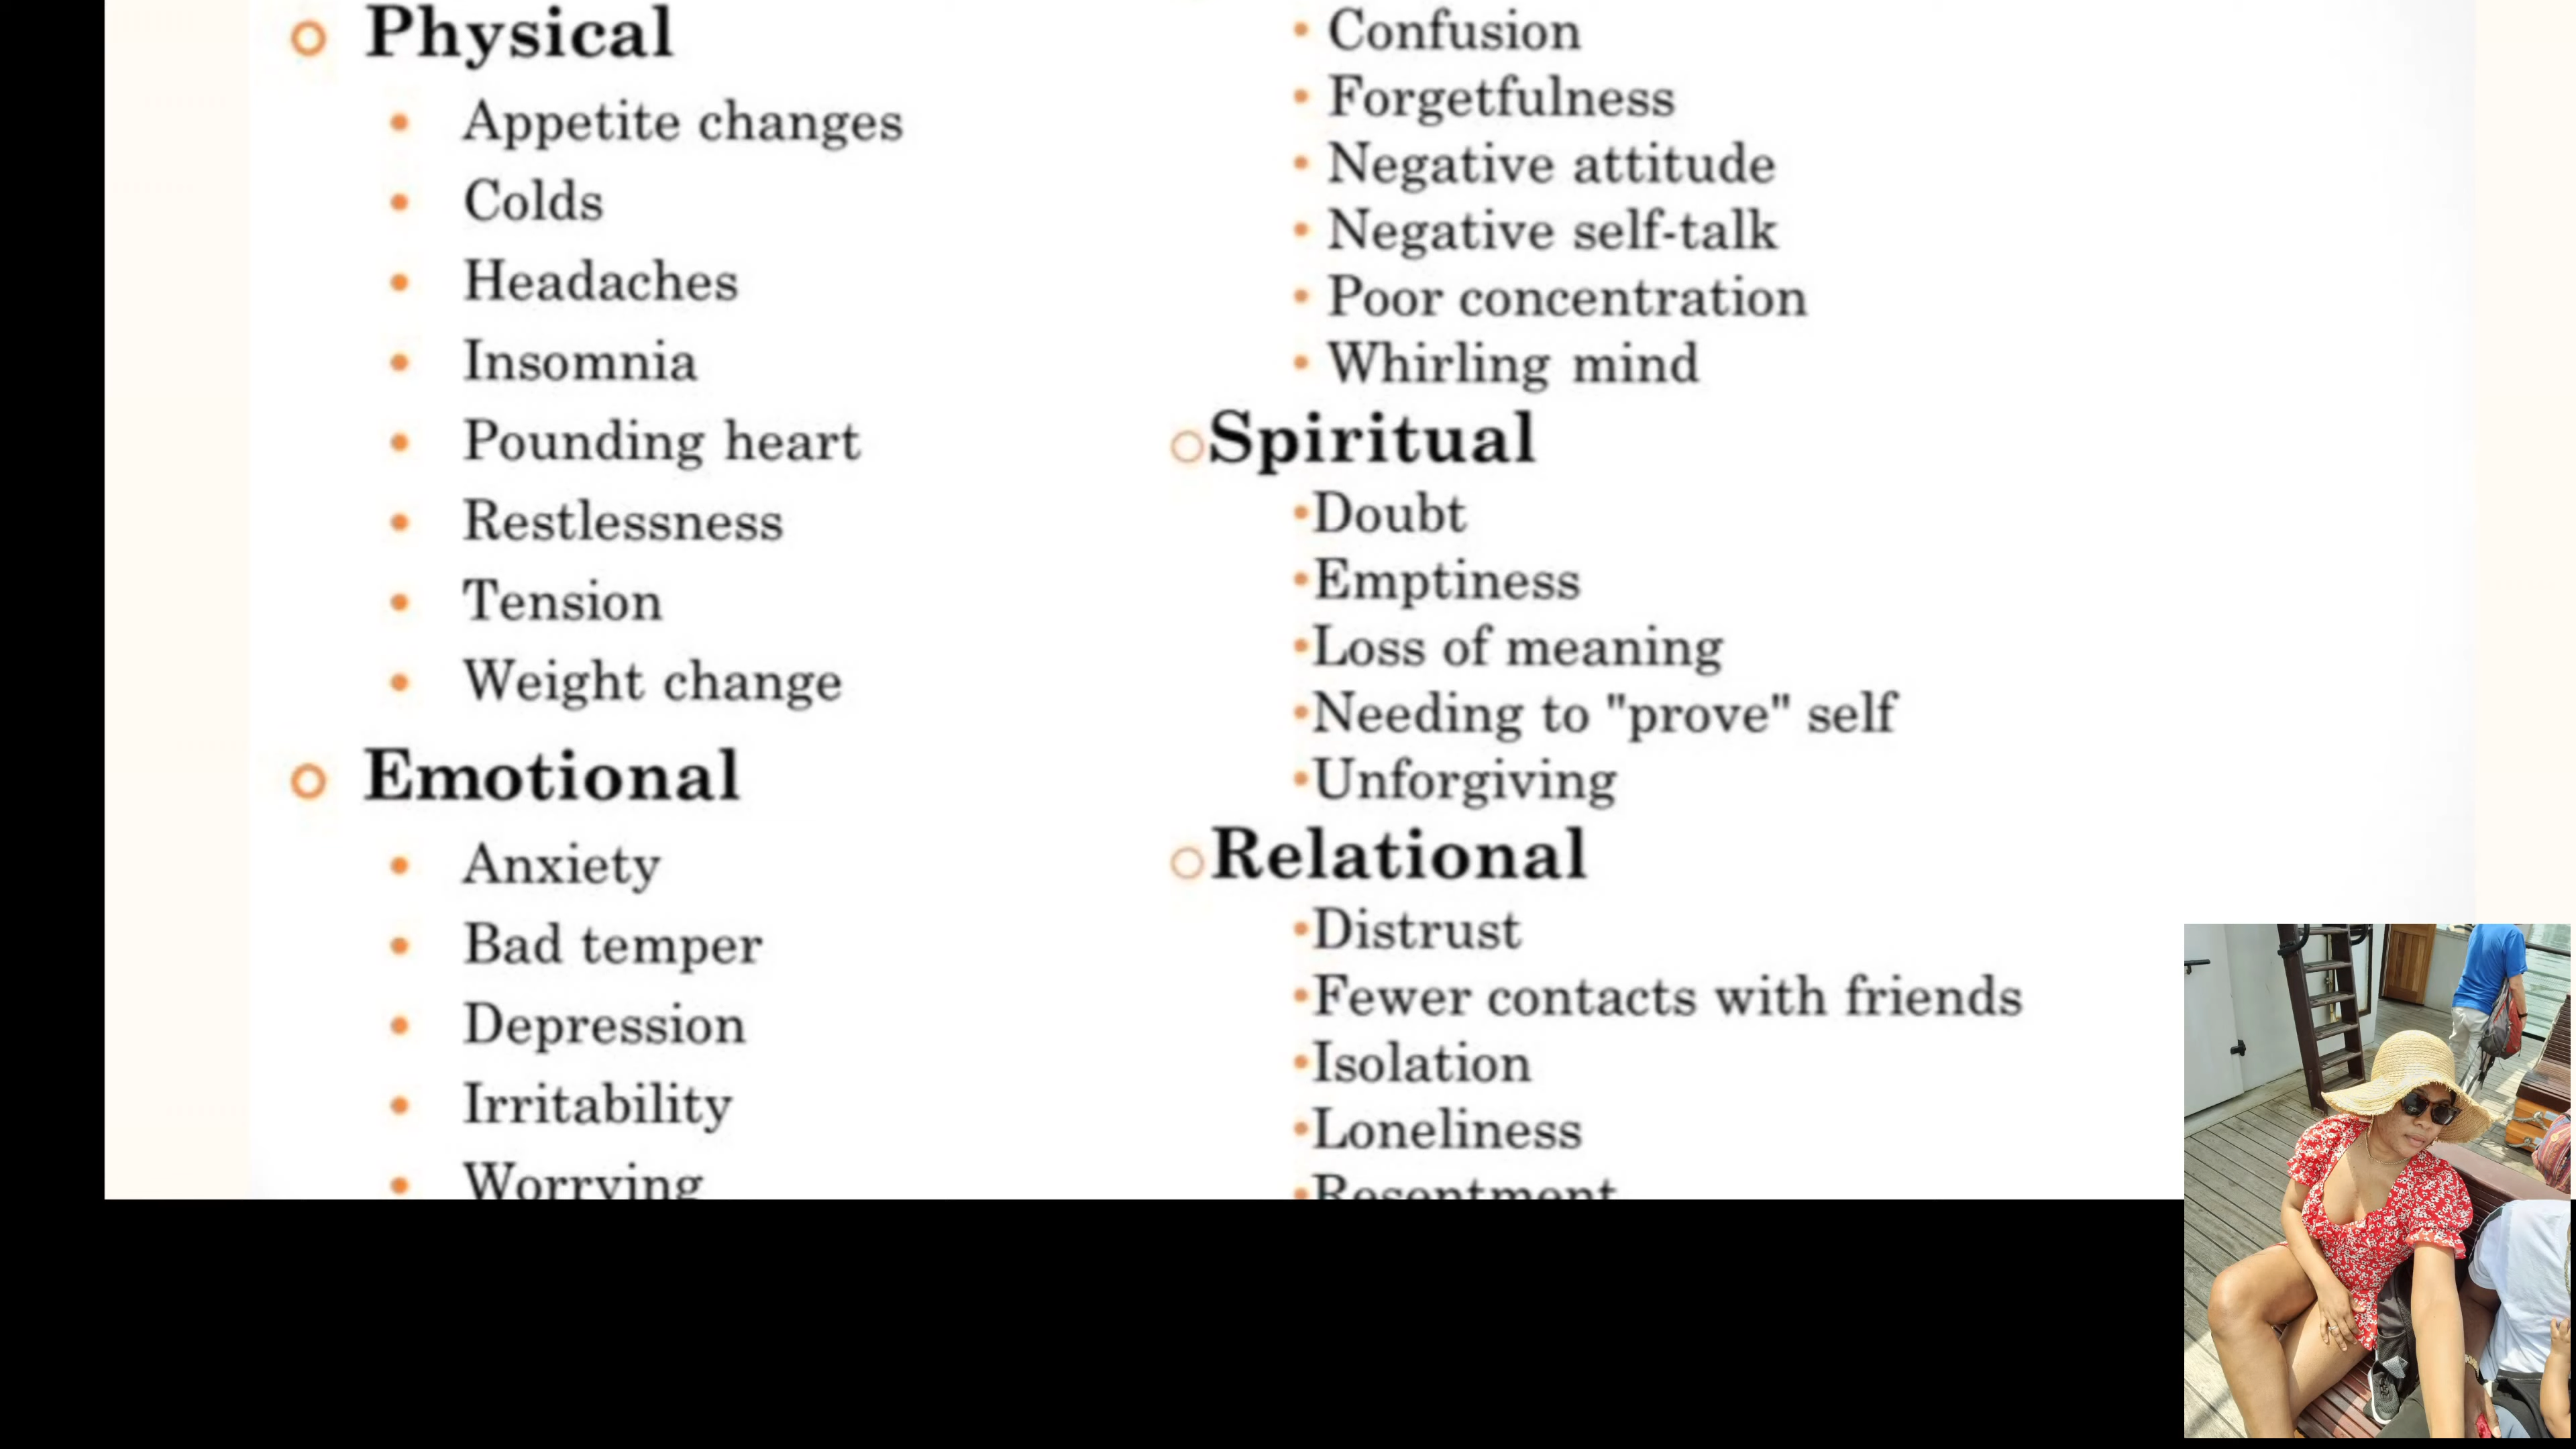 Physical
Appetite changes
Colds
Headaches
Insomnia
Pounding heart
Restlessness
Tension
Weight change
Emotional
Anxiety
Bad temper
Depression
Irritability
Worrying
Confusion
Forgetfulness
Negative attitude
Negative self-talk
Poor concentration
Whirling mind
Spiritual
Doubt
Emptiness
Loss of meaning
Needing to "prove" self
Unforgiving
Relational
Distrust
Fewer contacts with friends
Isolation
Loneliness
Resentment